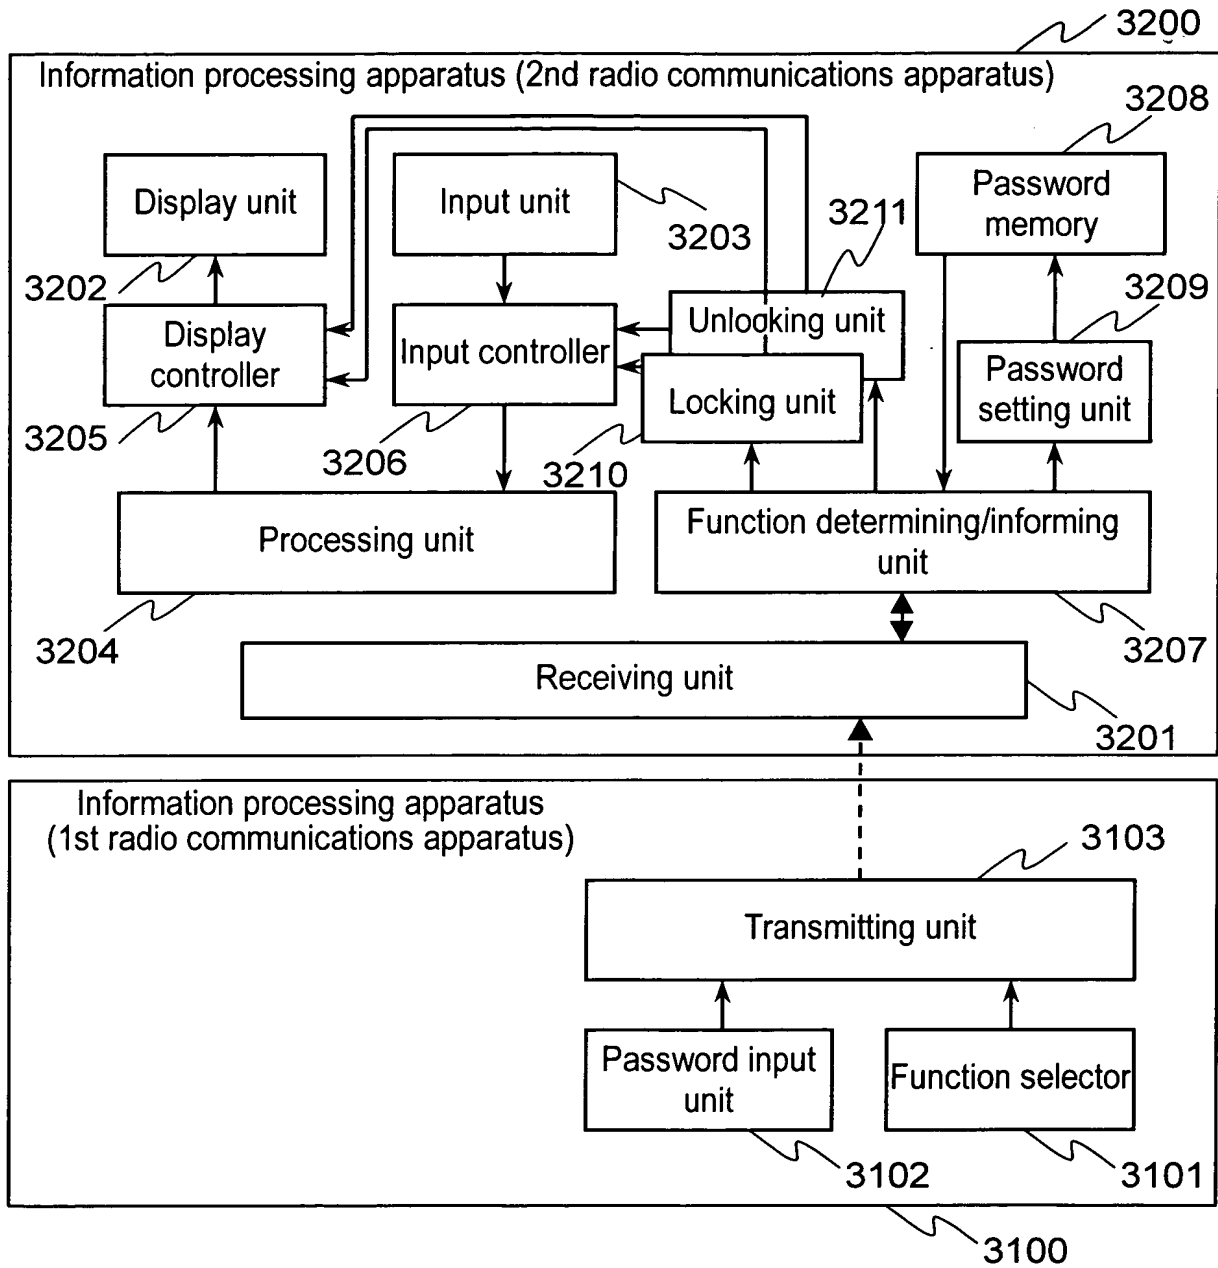 3200
Information processing apparatus (2nd radio communications apparatus)
3208
Display unit
Input unit
Password
memory
3202
3203
3211
3209
Display
controller
Input controller
Unlocking unit
Locking unit
Password
setting unit
3205
3206
3210
Processing unit
Function determining/informing
unit
3204
3207
Receiving unit
3201
Information processing apparatus
(1st radio communications apparatus)
3103
Transmitting unit
Password input
unit
Function selector
3102
3101
3100